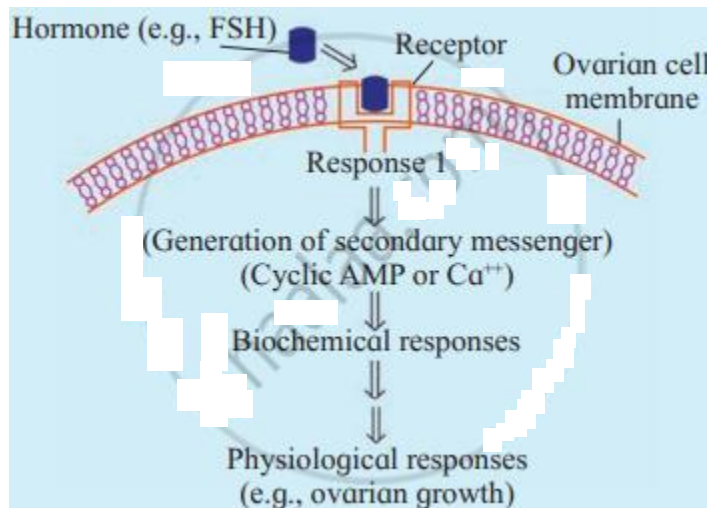 Hormone (e.g., FSH)
Receptor
Ovarian cell
membrane
Response 1
(Generation of secondary messenger)
(Cyclic AMP or Ca⁺⁺)
Biochemical responses
Physiological responses
(e.g., ovarian growth)